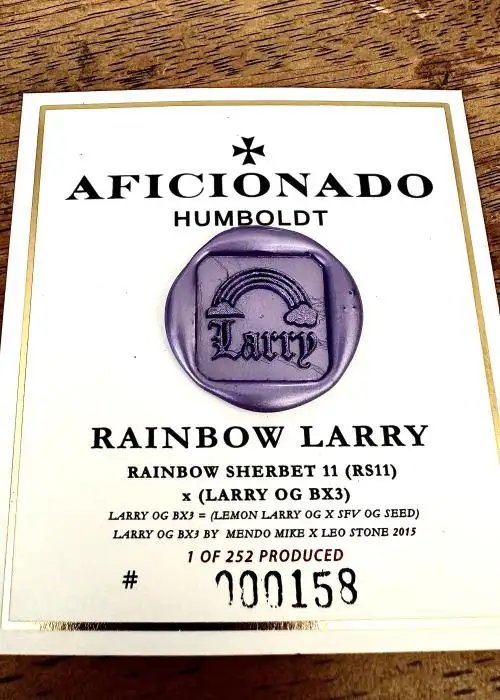 AFICIONADO
HUMBOLDT
Larry
RAINBOW LARRY
RAINBOW SHERBET 11 (RS11)
x (LARRY OG BX3)
LARRY OG BX3 = (LEMON LARRY OG X SFV OG SEED)
LARRY OG BX3 BY MENDO MIKE X LEO STONE 2015
1 OF 252 PRODUCED
# 000158